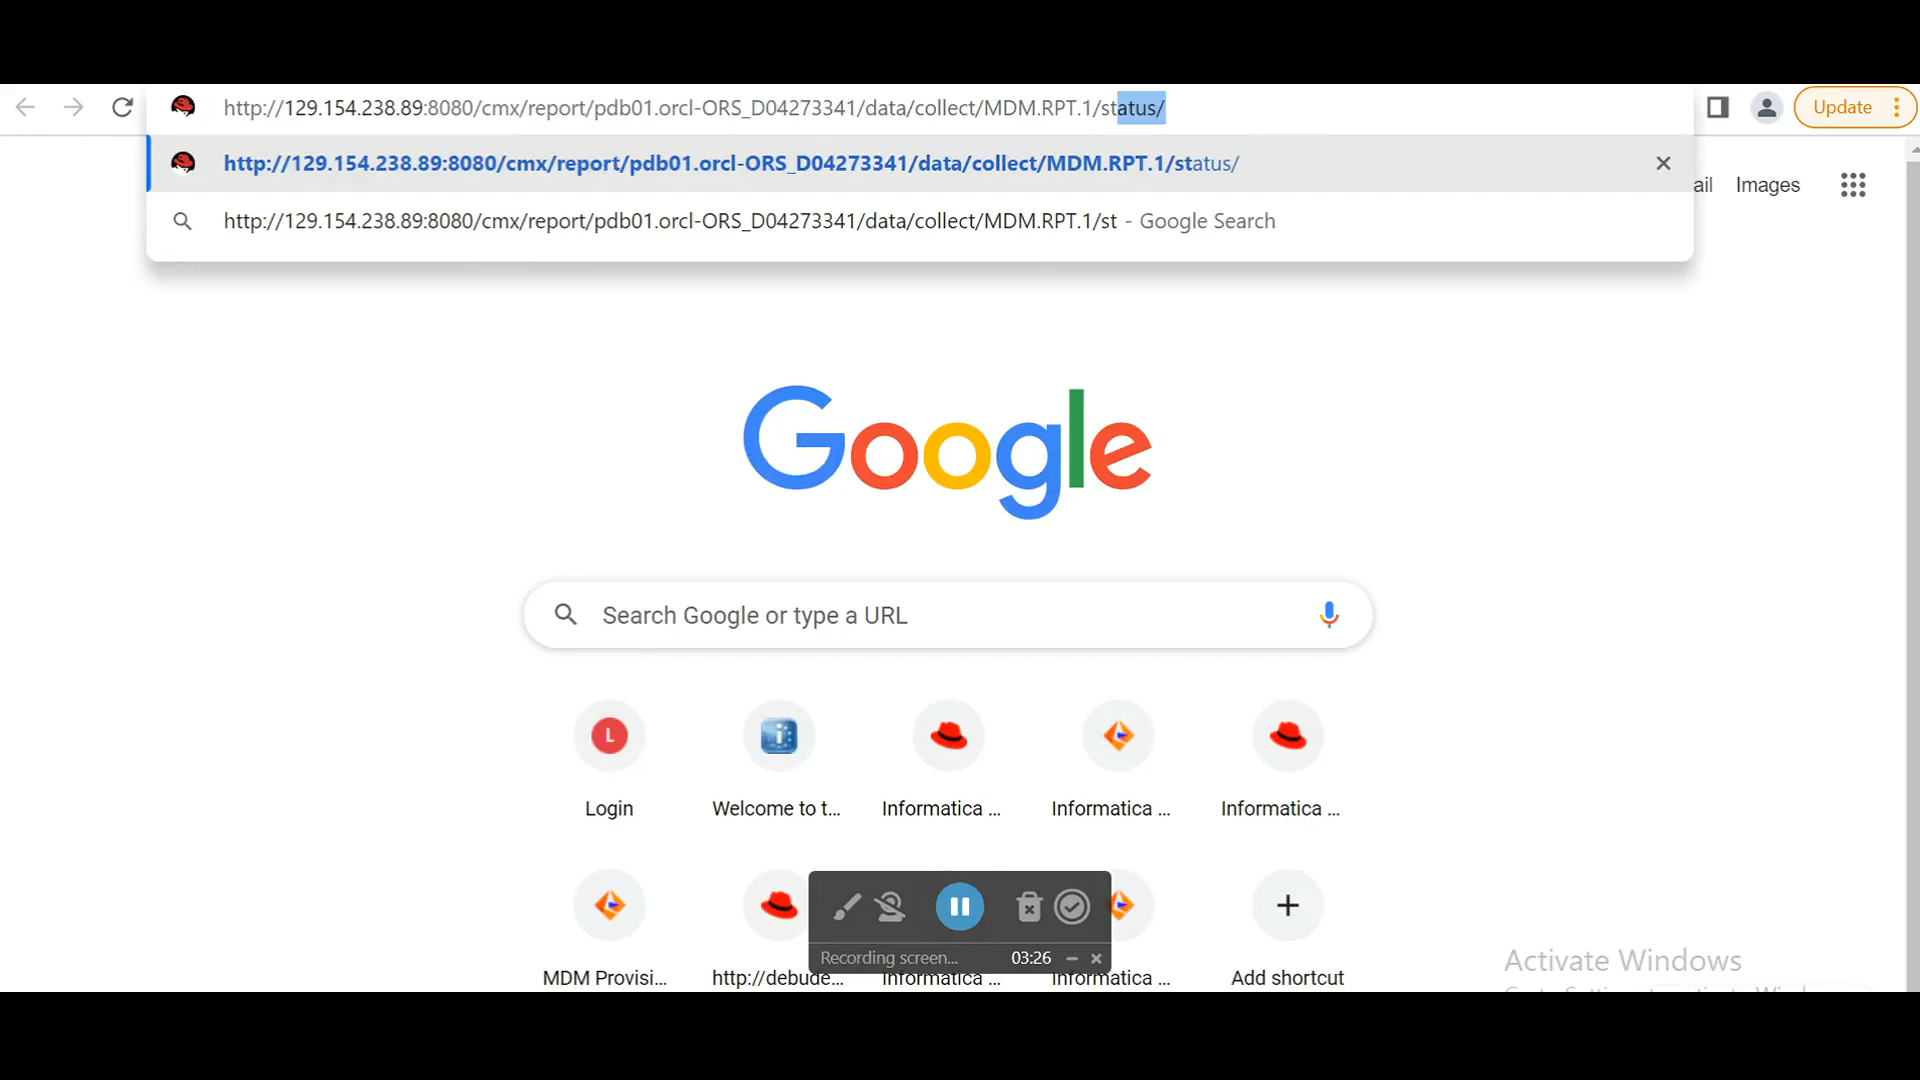 http://129.154.238.89:8080/cmx/report/pdb01.orcl-ORS_D04273341/data/collect/MDM.RPT.1/status/
Update
http://129.154.238.89:8080/cmx/report/pdb01.orcl-ORS_D04273341/data/collect/MDM.RPT.1/status/
ail Images
http://129.154.238.89:8080/cmx/report/pdb01.orcl-ORS_D04273341/data/collect/MDM.RPT.1/st - Google Search
Google
Search Google or type a URL
L
Login
Welcome to t...
Informatica ...
Informatica ...
Informatica ...
Recording screen... 03:26
MDM Provisi...
http://debude...
Informatica ...
Informatica ...
Add shortcut
Activate Windows